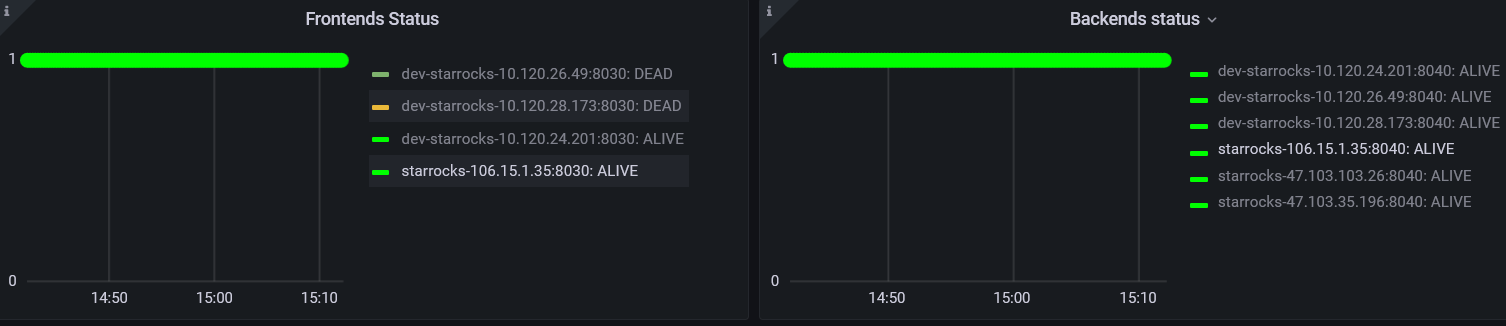 Frontends Status
1
0
14:50 15:00 15:10
dev-starrocks-10.120.26.49:8030: DEAD
dev-starrocks-10.120.28.173:8030: DEAD
dev-starrocks-10.120.24.201:8030: ALIVE
starrocks-106.15.1.35:8030: ALIVE
Backends status
1
0
14:50 15:00 15:10
dev-starrocks-10.120.24.201:8040: ALIVE
dev-starrocks-10.120.26.49:8040: ALIVE
dev-starrocks-10.120.28.173:8040: ALIVE
starrocks-106.15.1.35:8040: ALIVE
starrocks-47.103.103.26:8040: ALIVE
starrocks-47.103.35.196:8040: ALIVE